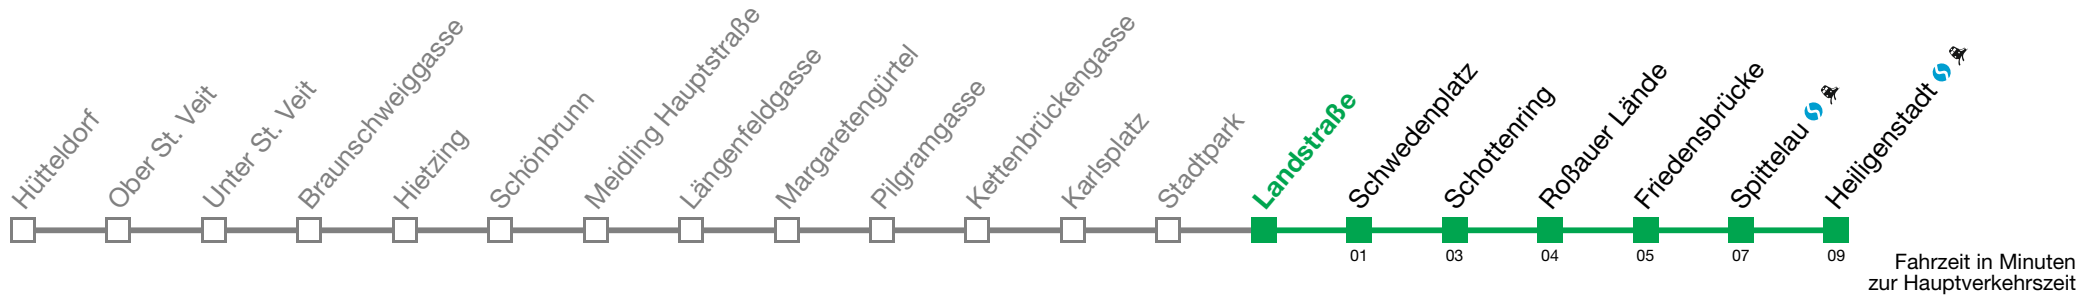 Hütteldorf
Ober St. Veit
Unter St. Veit
Braunschweiggasse
Hietzing
Schönbrunn
Meidling Hauptstraße
Längenfeldgasse
Margaretengürtel
Pilgramgasse
Kettenbrückengasse
Karlsplatz
Stadtpark
Landstraße
Schwedenplatz
Schottenring
Roßauer Lände
Friedensbrücke
Spittelau
Heiligenstadt
01
03
04
05
07
09
Fahrzeit in Minuten
zur Hauptverkehrszeit